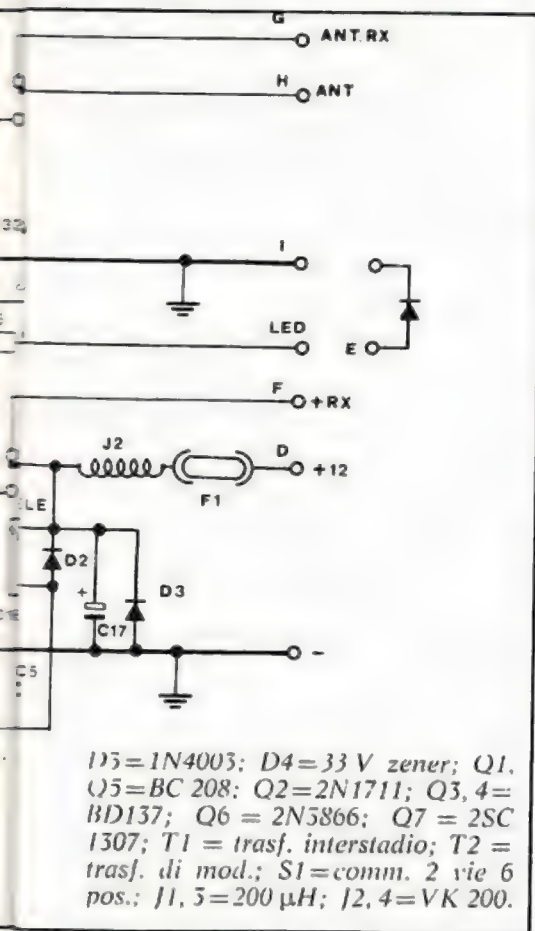 G
ANT. RX
H
ANT
I
LED
E
F
+RX
J2
D
+12
F1
LE
D2
D3
+
C17
-
C5
D3=1N4003; D4=33 V zener; Q1,
Q5=BC 208; Q2=2N1711; Q3, 4=
BD137; Q6 = 2N3866; Q7 = 2SC
1307; T1 = trasf. interstadio; T2 =
trasf. di mod.; S1=comm. 2 vie 6
pos.; J1, 3=200 µH; J2, 4=VK 200.